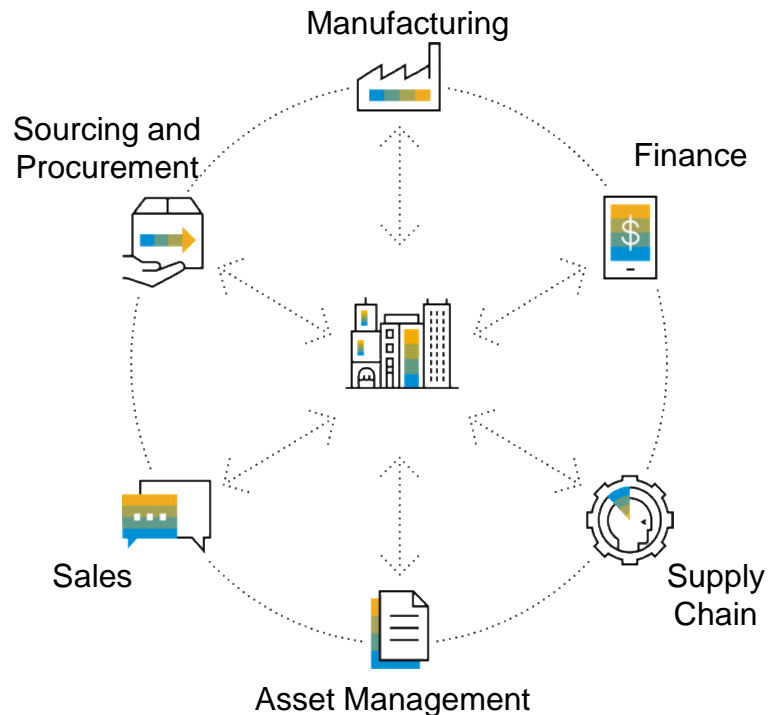 Manufacturing
Sourcing and
Procurement
Finance
$
Sales
Supply
Chain
Asset Management